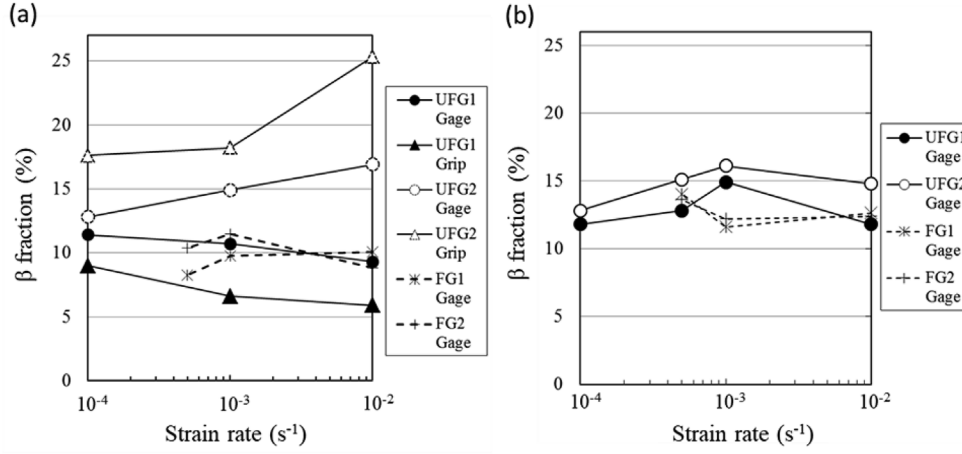 (a)
β fraction (%)
25
20
15
10
5
0
10⁻⁴
10⁻³
10⁻²
Strain rate (s⁻¹)
UFG1
Gage
UFG1
Grip
UFG2
Gage
UFG2
Grip
FG1
Gage
FG2
Gage
(b)
β fraction (%)
25
20
15
10
5
0
10⁻⁴
10⁻³
10⁻²
Strain rate (s⁻¹)
UFG1
Gage
UFG2
Gage
FG1
Gage
FG2
Gage